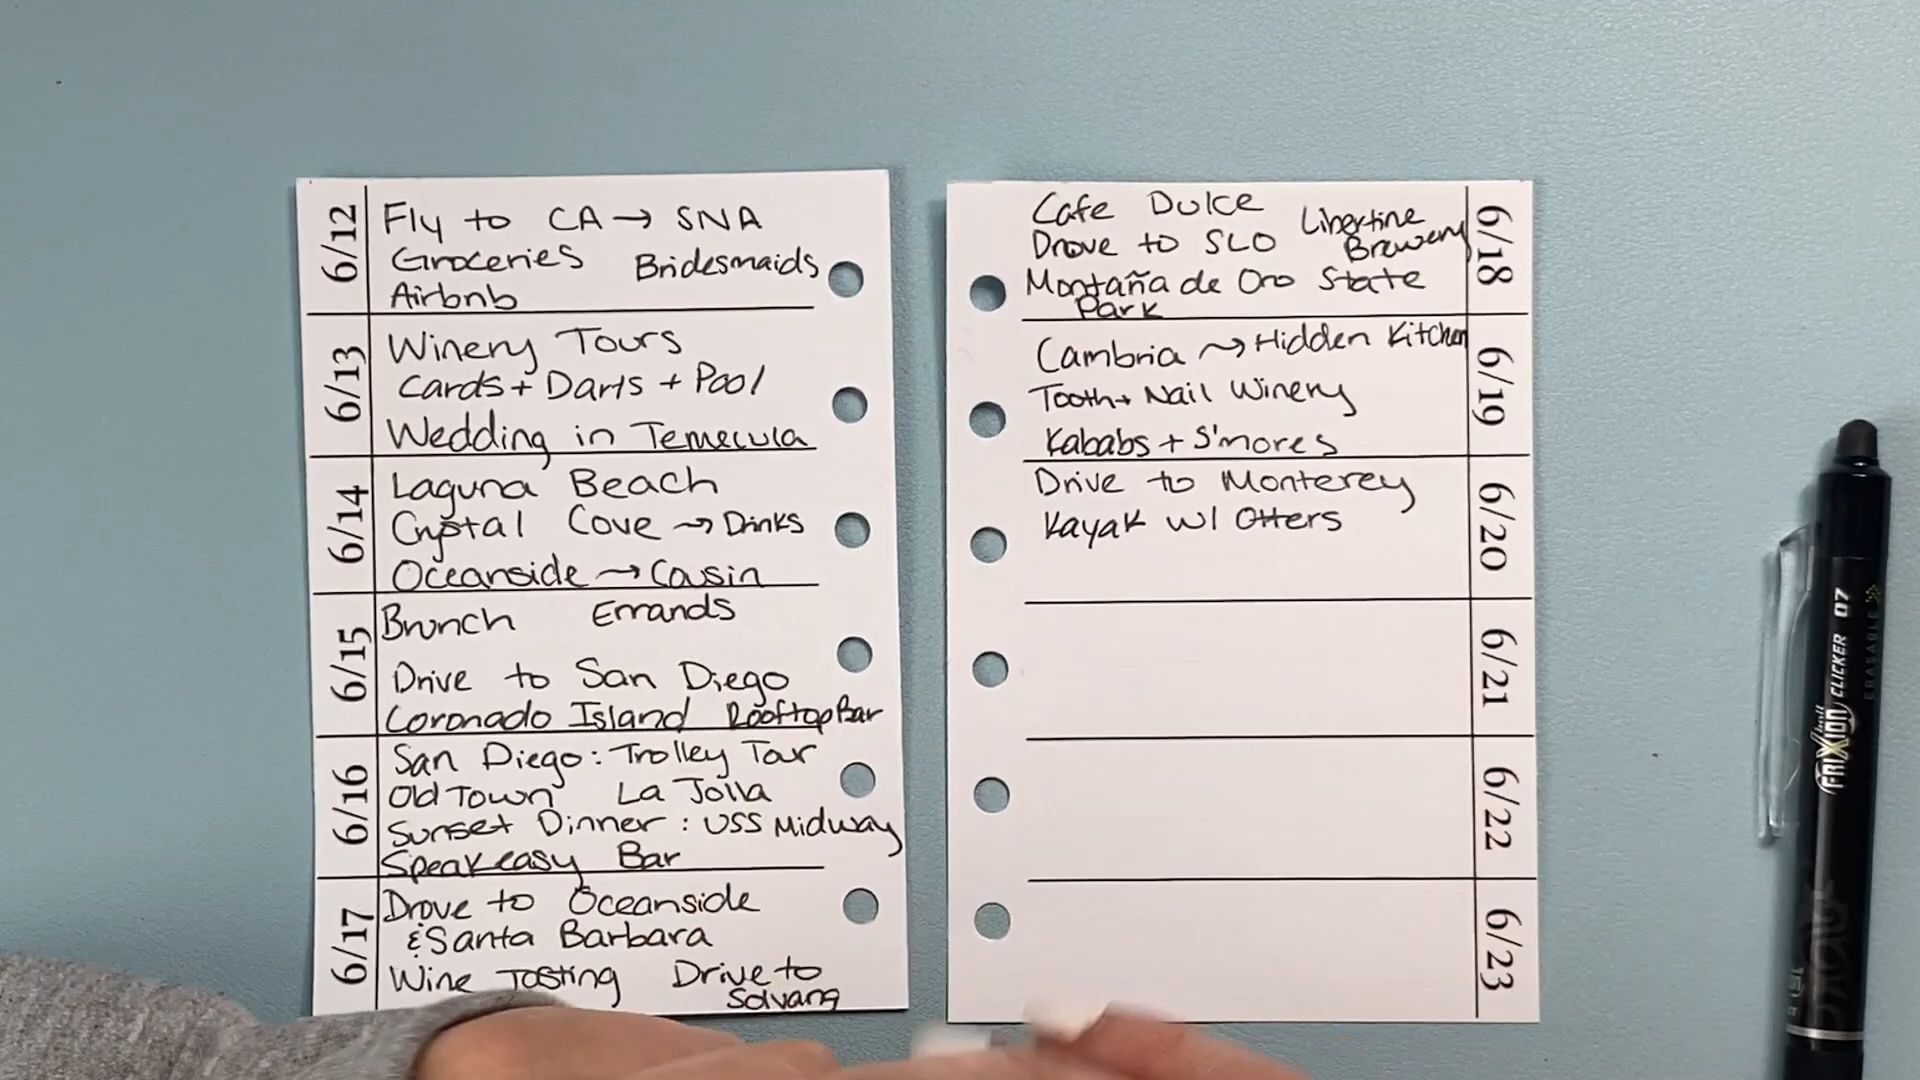 6/12
Fly to CA → SNA
Groceries Bridesmaids
Airbnb
6/13
Winery Tours
Cards + Darts + Pool
Wedding in Temecula
6/14
Laguna Beach
Crystal Cove → Drinks
Oceanside → Cousin
6/15
Brunch Errands
Drive to San Diego
Coronado Island Rooftop Bar
6/16
San Diego: Trolley Tour
Old Town La Jolla
Sunset Dinner: USS Midway
Speakeasy Bar
6/17
Drove to Oceanside
& Santa Barbara
Wine Tasting Drive to
Solvang
6/18
Cafe Dulce Libertine
Drove to SLO Brewery
Montaña de Oro State
Park
6/19
Cambria → Hidden Kitchen
Tooth + Nail Winery
Kababs + S'mores
6/20
Drive to Monterey
Kayak w/ Otters
6/21
6/22
6/23
FRIXION ball CLICKER 07
ERASABLE